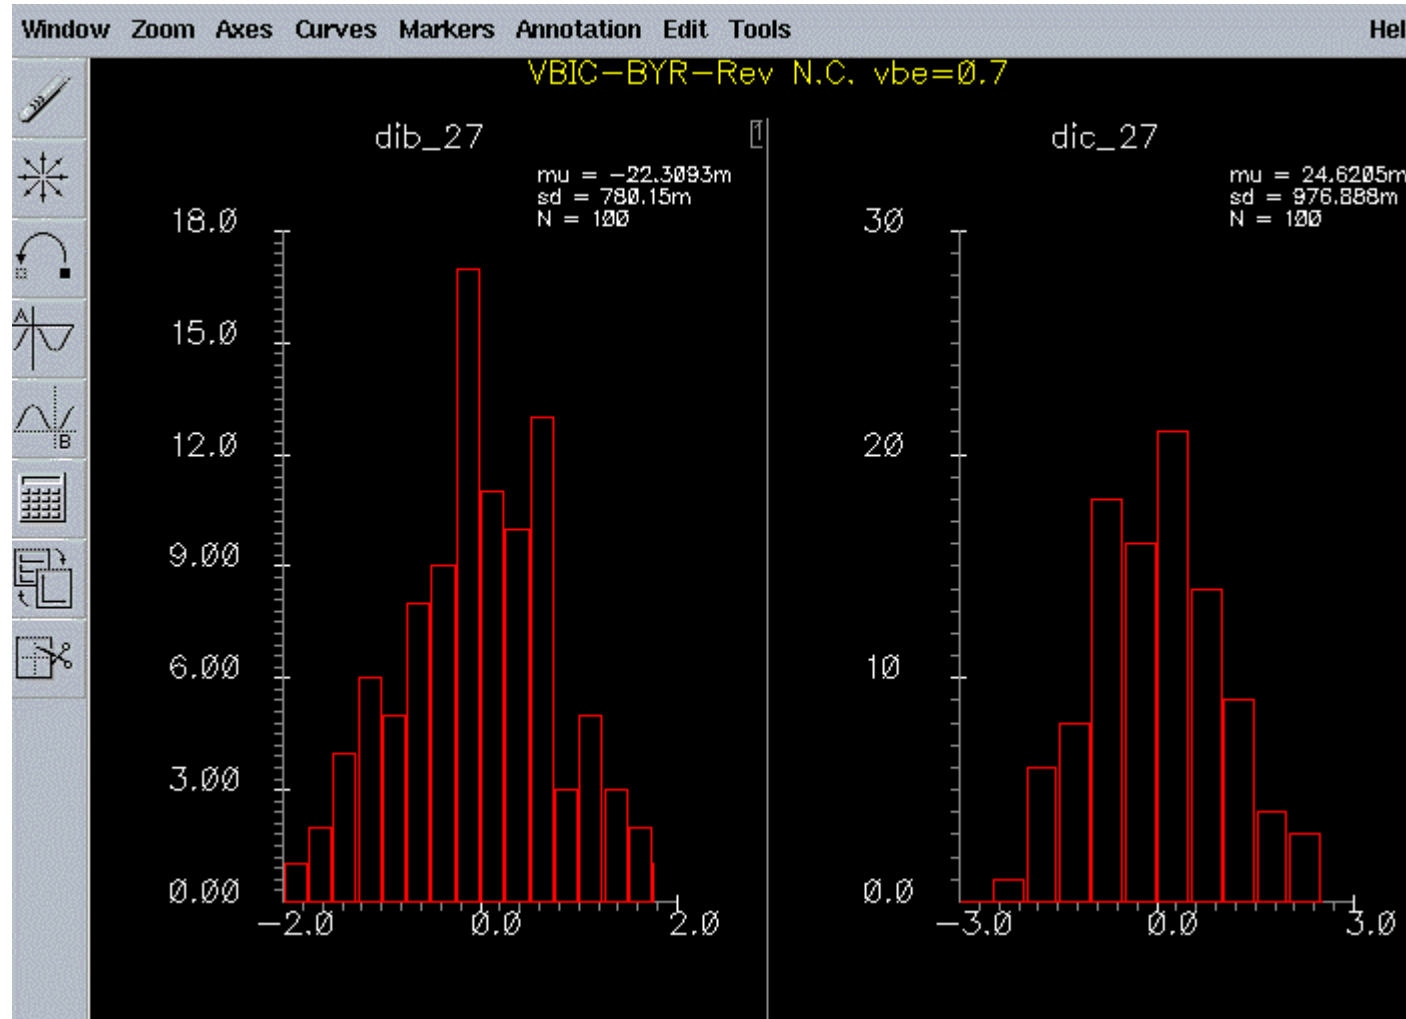 Window Zoom Axes Curves Markers Annotation Edit Tools Hel
VBIC-BYR-Rev N.C. vbe=0.7
dib_27
1
mu = -22.3093m
sd = 780.15m
N = 100
18.0
15.0
12.0
9.00
6.00
3.00
0.00
-2.0 0.0 2.0
dic_27
mu = 24.6205m
sd = 976.888m
N = 100
30
20
10
0.0
-3.0 0.0 3.0
A
B